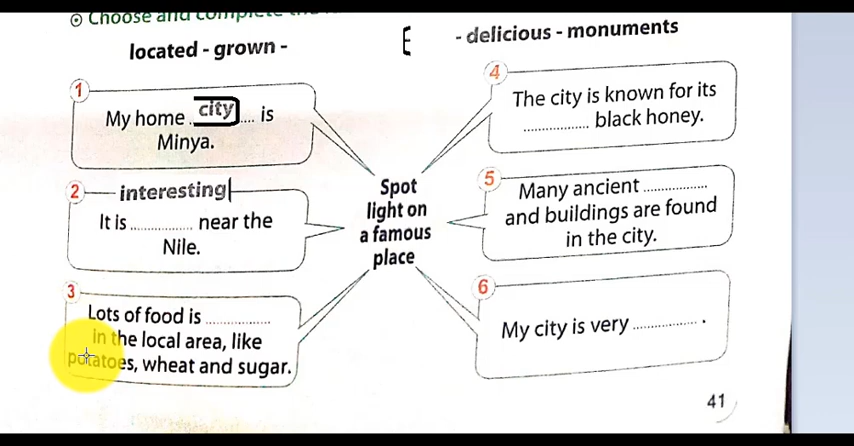 Choose and complete the
located - grown -
E
- delicious - monuments
1
My home city is
Minya.
2
interesting
It is ................. near the
Nile.
3
Lots of food is .................
in the local area, like
potatoes, wheat and sugar.
Spot
light on
a famous
place
4
The city is known for its
................. black honey.
5
Many ancient .................
and buildings are found
in the city.
6
My city is very ................. .
41